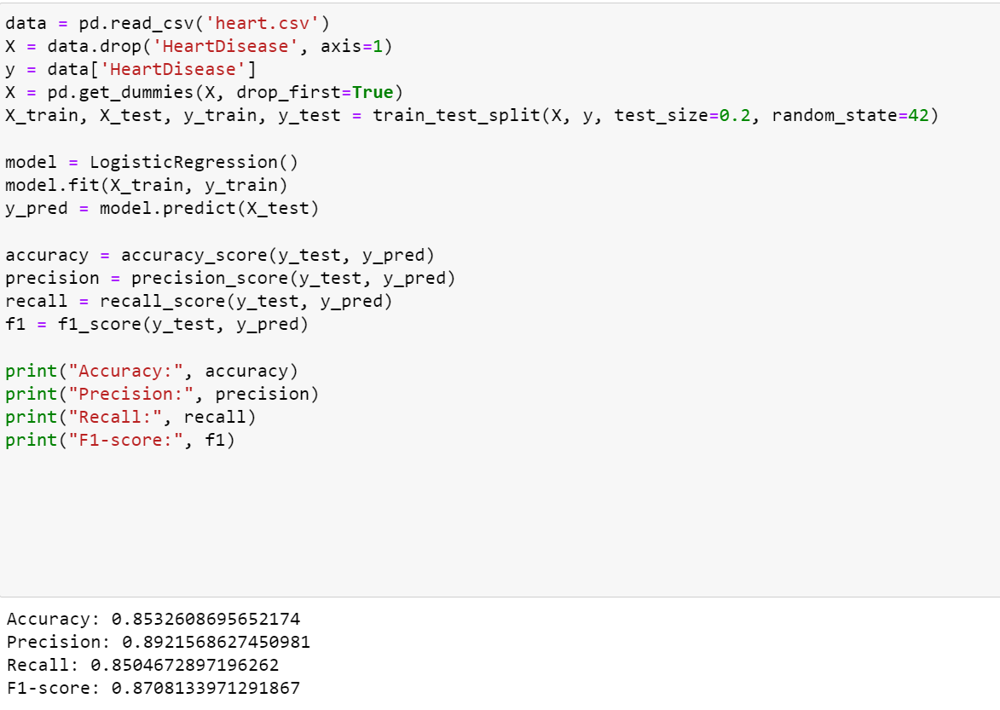 data = pd.read_csv('heart.csv')
X = data.drop('HeartDisease', axis=1)
y = data['HeartDisease']
X = pd.get_dummies(X, drop_first=True)
X_train, X_test, y_train, y_test = train_test_split(X, y, test_size=0.2, random_state=42)
model = LogisticRegression()
model.fit(X_train, y_train)
y_pred = model.predict(X_test)
accuracy = accuracy_score(y_test, y_pred)
precision = precision_score(y_test, y_pred)
recall = recall_score(y_test, y_pred)
f1 = f1_score(y_test, y_pred)
print("Accuracy:", accuracy)
print("Precision:", precision)
print("Recall:", recall)
print("F1-score:", f1)
Accuracy: 0.8532608695652174
Precision: 0.8921568627450981
Recall: 0.8504672897196262
F1-score: 0.8708133971291867